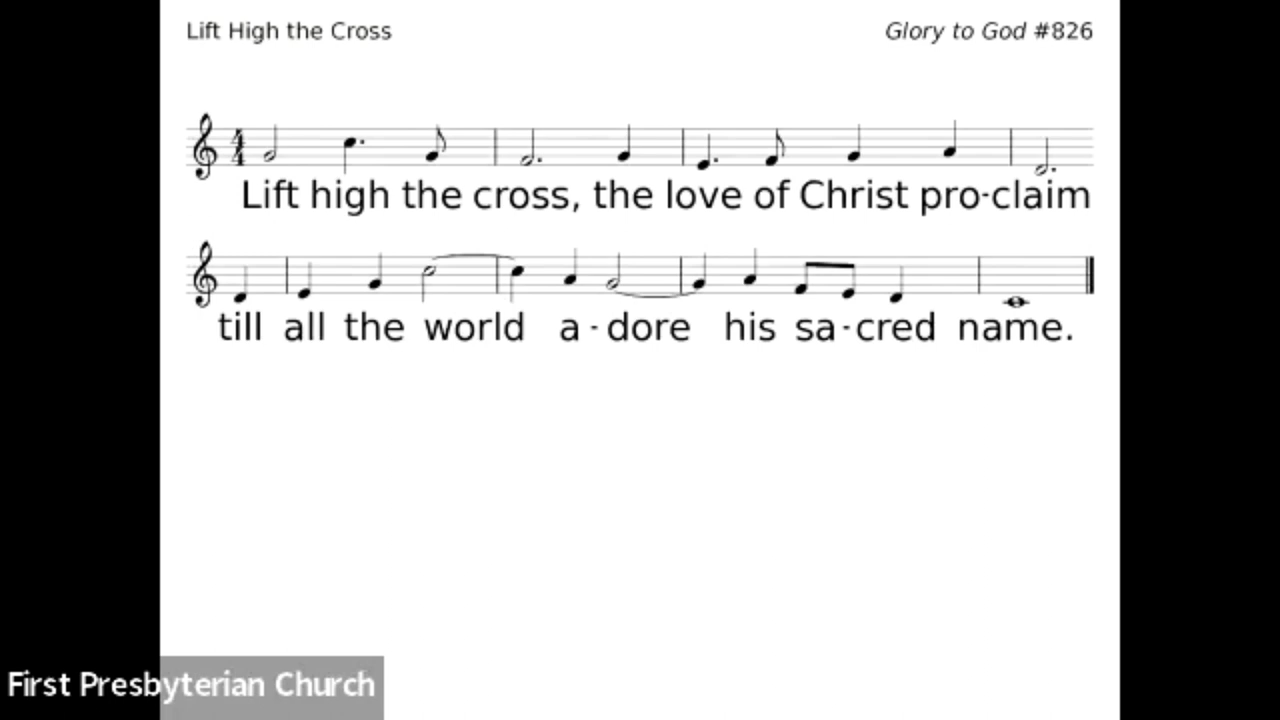 Lift High the Cross
Glory to God #826
Lift high the cross, the love of Christ pro-claim
till all the world a-dore his sa-cred name.
First Presbyterian Church